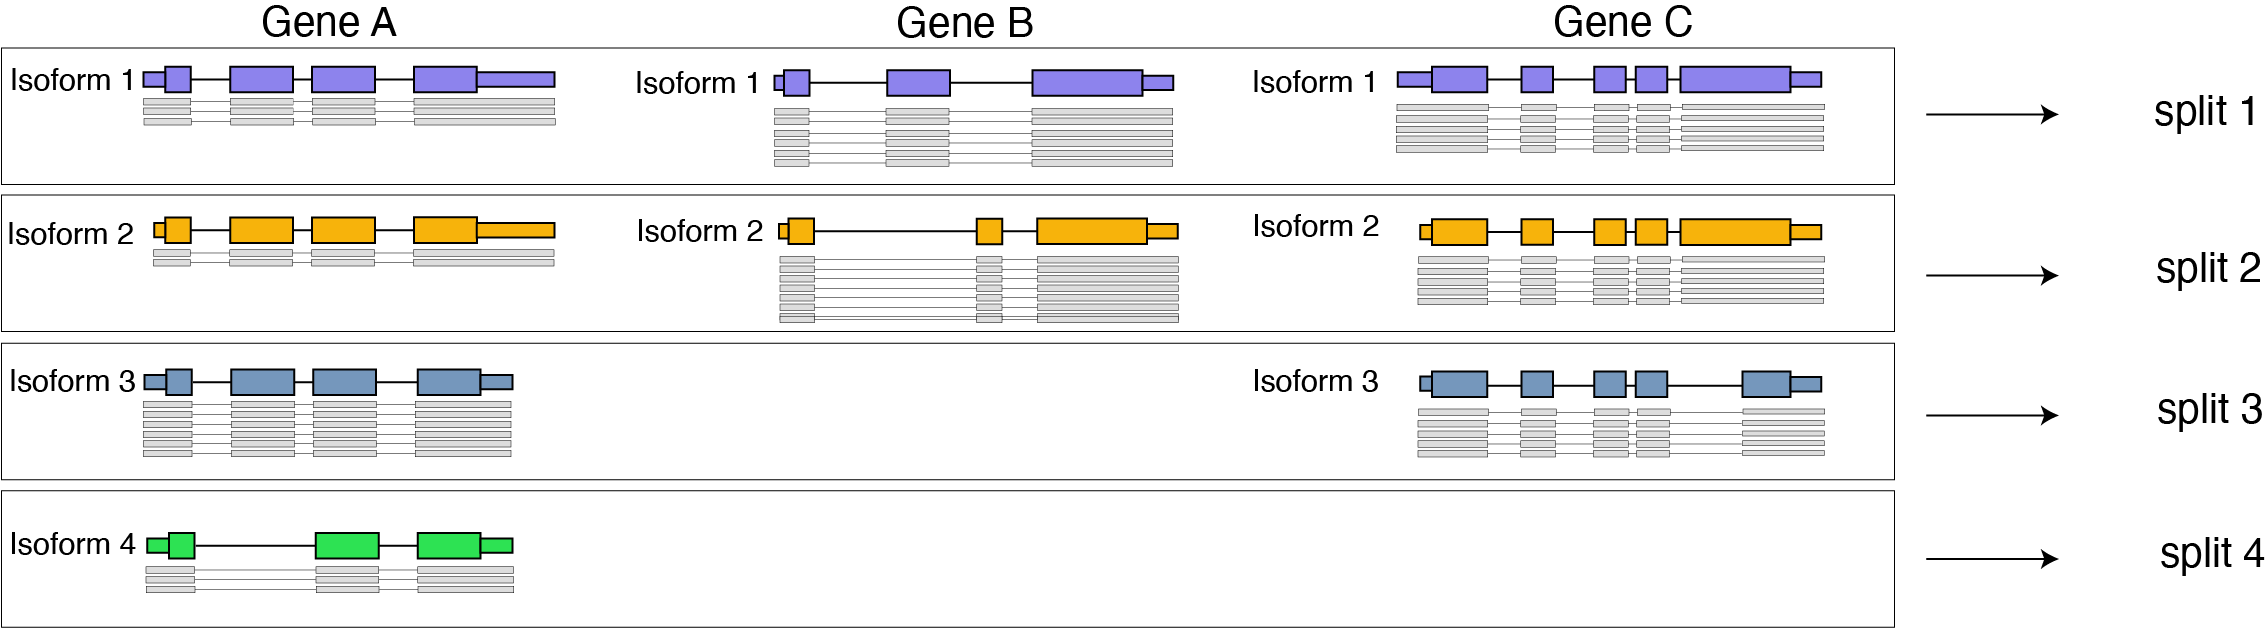 Gene A
Gene B
Gene C
Isoform 1
Isoform 1
Isoform 1
split 1
Isoform 2
Isoform 2
Isoform 2
split 2
Isoform 3
Isoform 3
split 3
Isoform 4
split 4